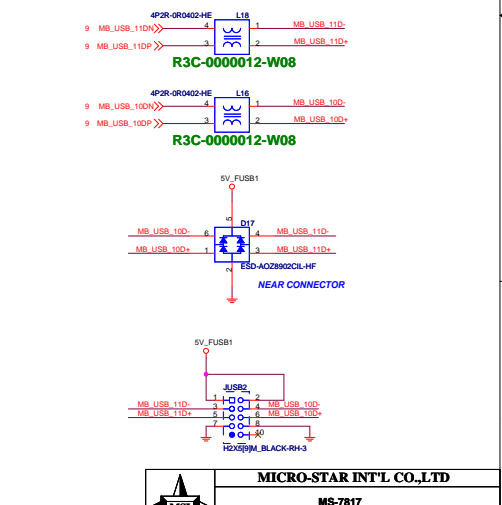 4P2R-0R0402-HE L18
9 MB_USB_11DN 4 1 MB_USB_11D-
9 MB_USB_11DP 3 2 MB_USB_11D+
R3C-0000012-W08
4P2R-0R0402-HE L16
9 MB_USB_10DN 4 1 MB_USB_10D-
9 MB_USB_10DP 3 2 MB_USB_10D+
R3C-0000012-W08
5V_FUSB1
5 D17
MB_USB_10D- 6 4 MB_USB_11D-
MB_USB_10D+ 1 3 MB_USB_11D+
2 ESD-AOZ8902CIL-HF
NEAR CONNECTOR
5V_FUSB1
JUSB2
1 2
MB_USB_11D- 3 4 MB_USB_10D-
MB_USB_11D+ 5 6 MB_USB_10D+
7 8
10
H2X5[9]M_BLACK-RH-3
MICRO-STAR INT'L CO.,LTD
MS-7817